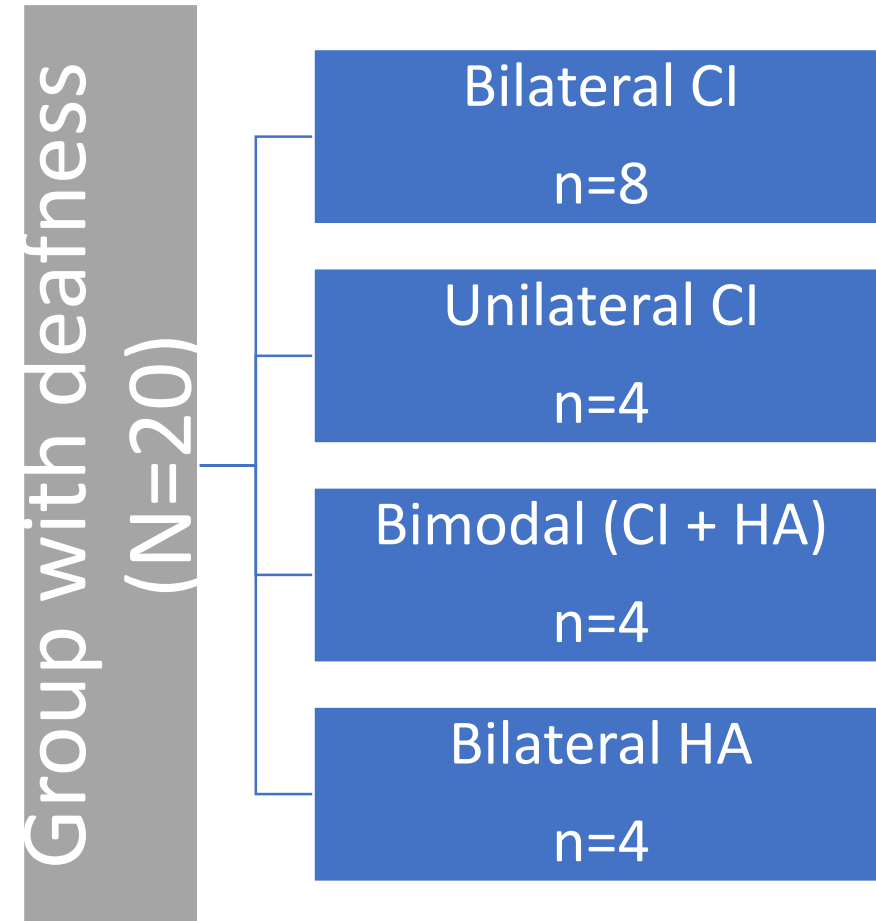 Group with deafness
(N=20)
Bilateral CI
n=8
Unilateral CI
n=4
Bimodal (CI + HA)
n=4
Bilateral HA
n=4